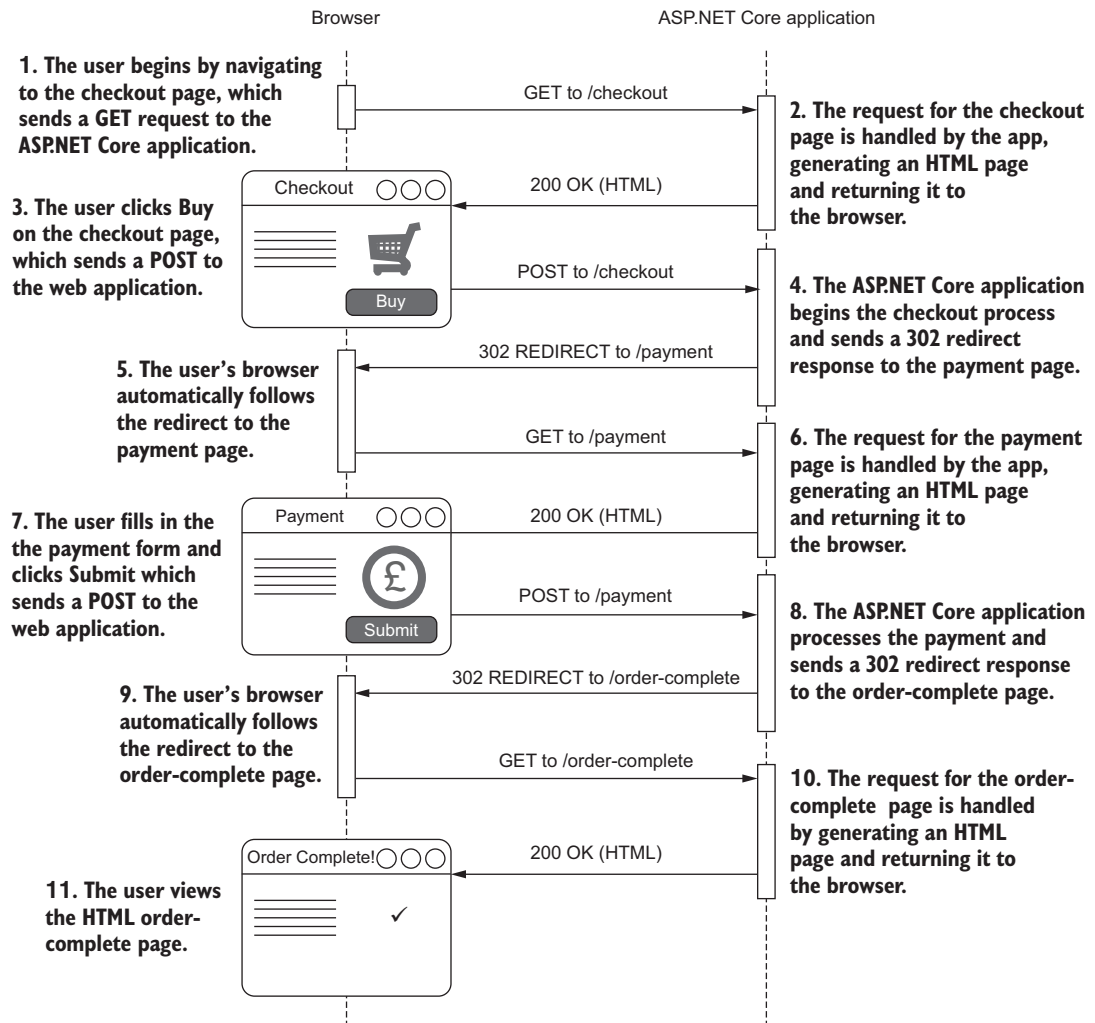 Browser
ASP.NET Core application
1. The user begins by navigating
to the checkout page, which
sends a GET request to the
ASP.NET Core application.
GET to /checkout
2. The request for the checkout
page is handled by the app,
generating an HTML page
and returning it to
the browser.
200 OK (HTML)
Checkout
3. The user clicks Buy
on the checkout page,
which sends a POST to
the web application.
Buy
POST to /checkout
4. The ASP.NET Core application
begins the checkout process
and sends a 302 redirect
response to the payment page.
302 REDIRECT to /payment
5. The user's browser
automatically follows
the redirect to the
payment page.
GET to /payment
6. The request for the payment
page is handled by the app,
generating an HTML page
and returning it to
the browser.
200 OK (HTML)
Payment
7. The user fills in the
the payment form and
clicks Submit which
sends a POST to the
web application.
£
Submit
POST to /payment
8. The ASP.NET Core application
processes the payment and
sends a 302 redirect response
to the order-complete page.
302 REDIRECT to /order-complete
9. The user's browser
automatically follows
the redirect to the
order-complete page.
GET to /order-complete
10. The request for the order-
complete page is handled
by generating an HTML
page and returning it to
the browser.
200 OK (HTML)
Order Complete!
11. The user views
the HTML order-
complete page.